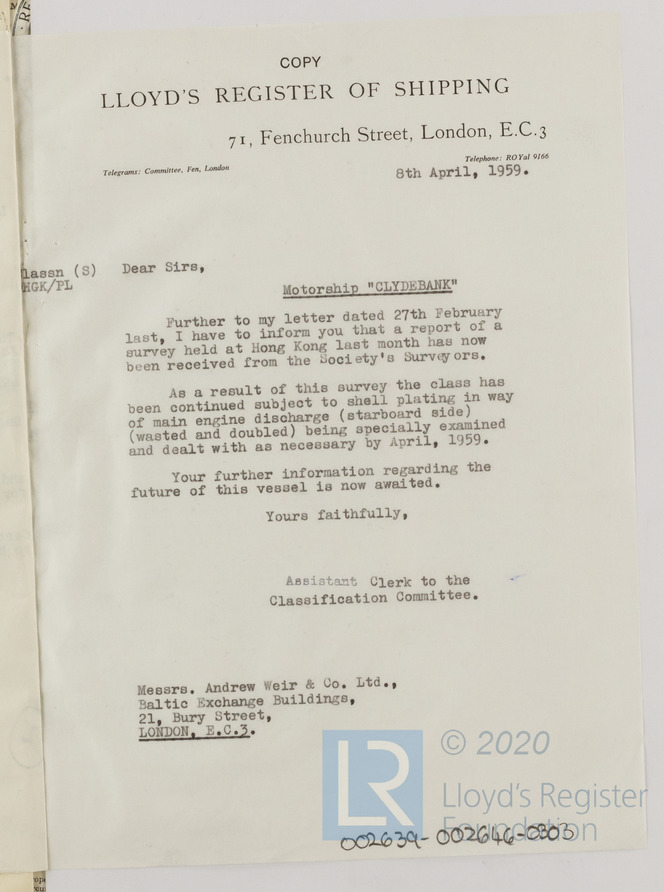 COPY
LLOYD'S REGISTER OF SHIPPING
71, Fenchurch Street, London, E.C.3
Telegrams: Committee, Fen, London
Telephone: ROYal 9166
8th April, 1959.
lassn (S)
HGK/PL
Dear Sirs,
Motorship "CLYDEBANK"
Further to my letter dated 27th February
last, I have to inform you that a report of a
survey held at Hong Kong last month has now
been received from the Society's Surveyors.
As a result of this survey the class has
been continued subject to shell plating in way
of main engine discharge (starboard side)
(wasted and doubled) being specially examined
and dealt with as necessary by April, 1959.
Your further information regarding the
future of this vessel is now awaited.
Yours faithfully,
Assistant Clerk to the
Classification Committee.
Messrs. Andrew Weir & Co. Ltd.,
Baltic Exchange Buildings,
21, Bury Street,
LONDON, E.C.3.
LR
© 2020
Lloyd's Register
Foundation
002639-002646-0303